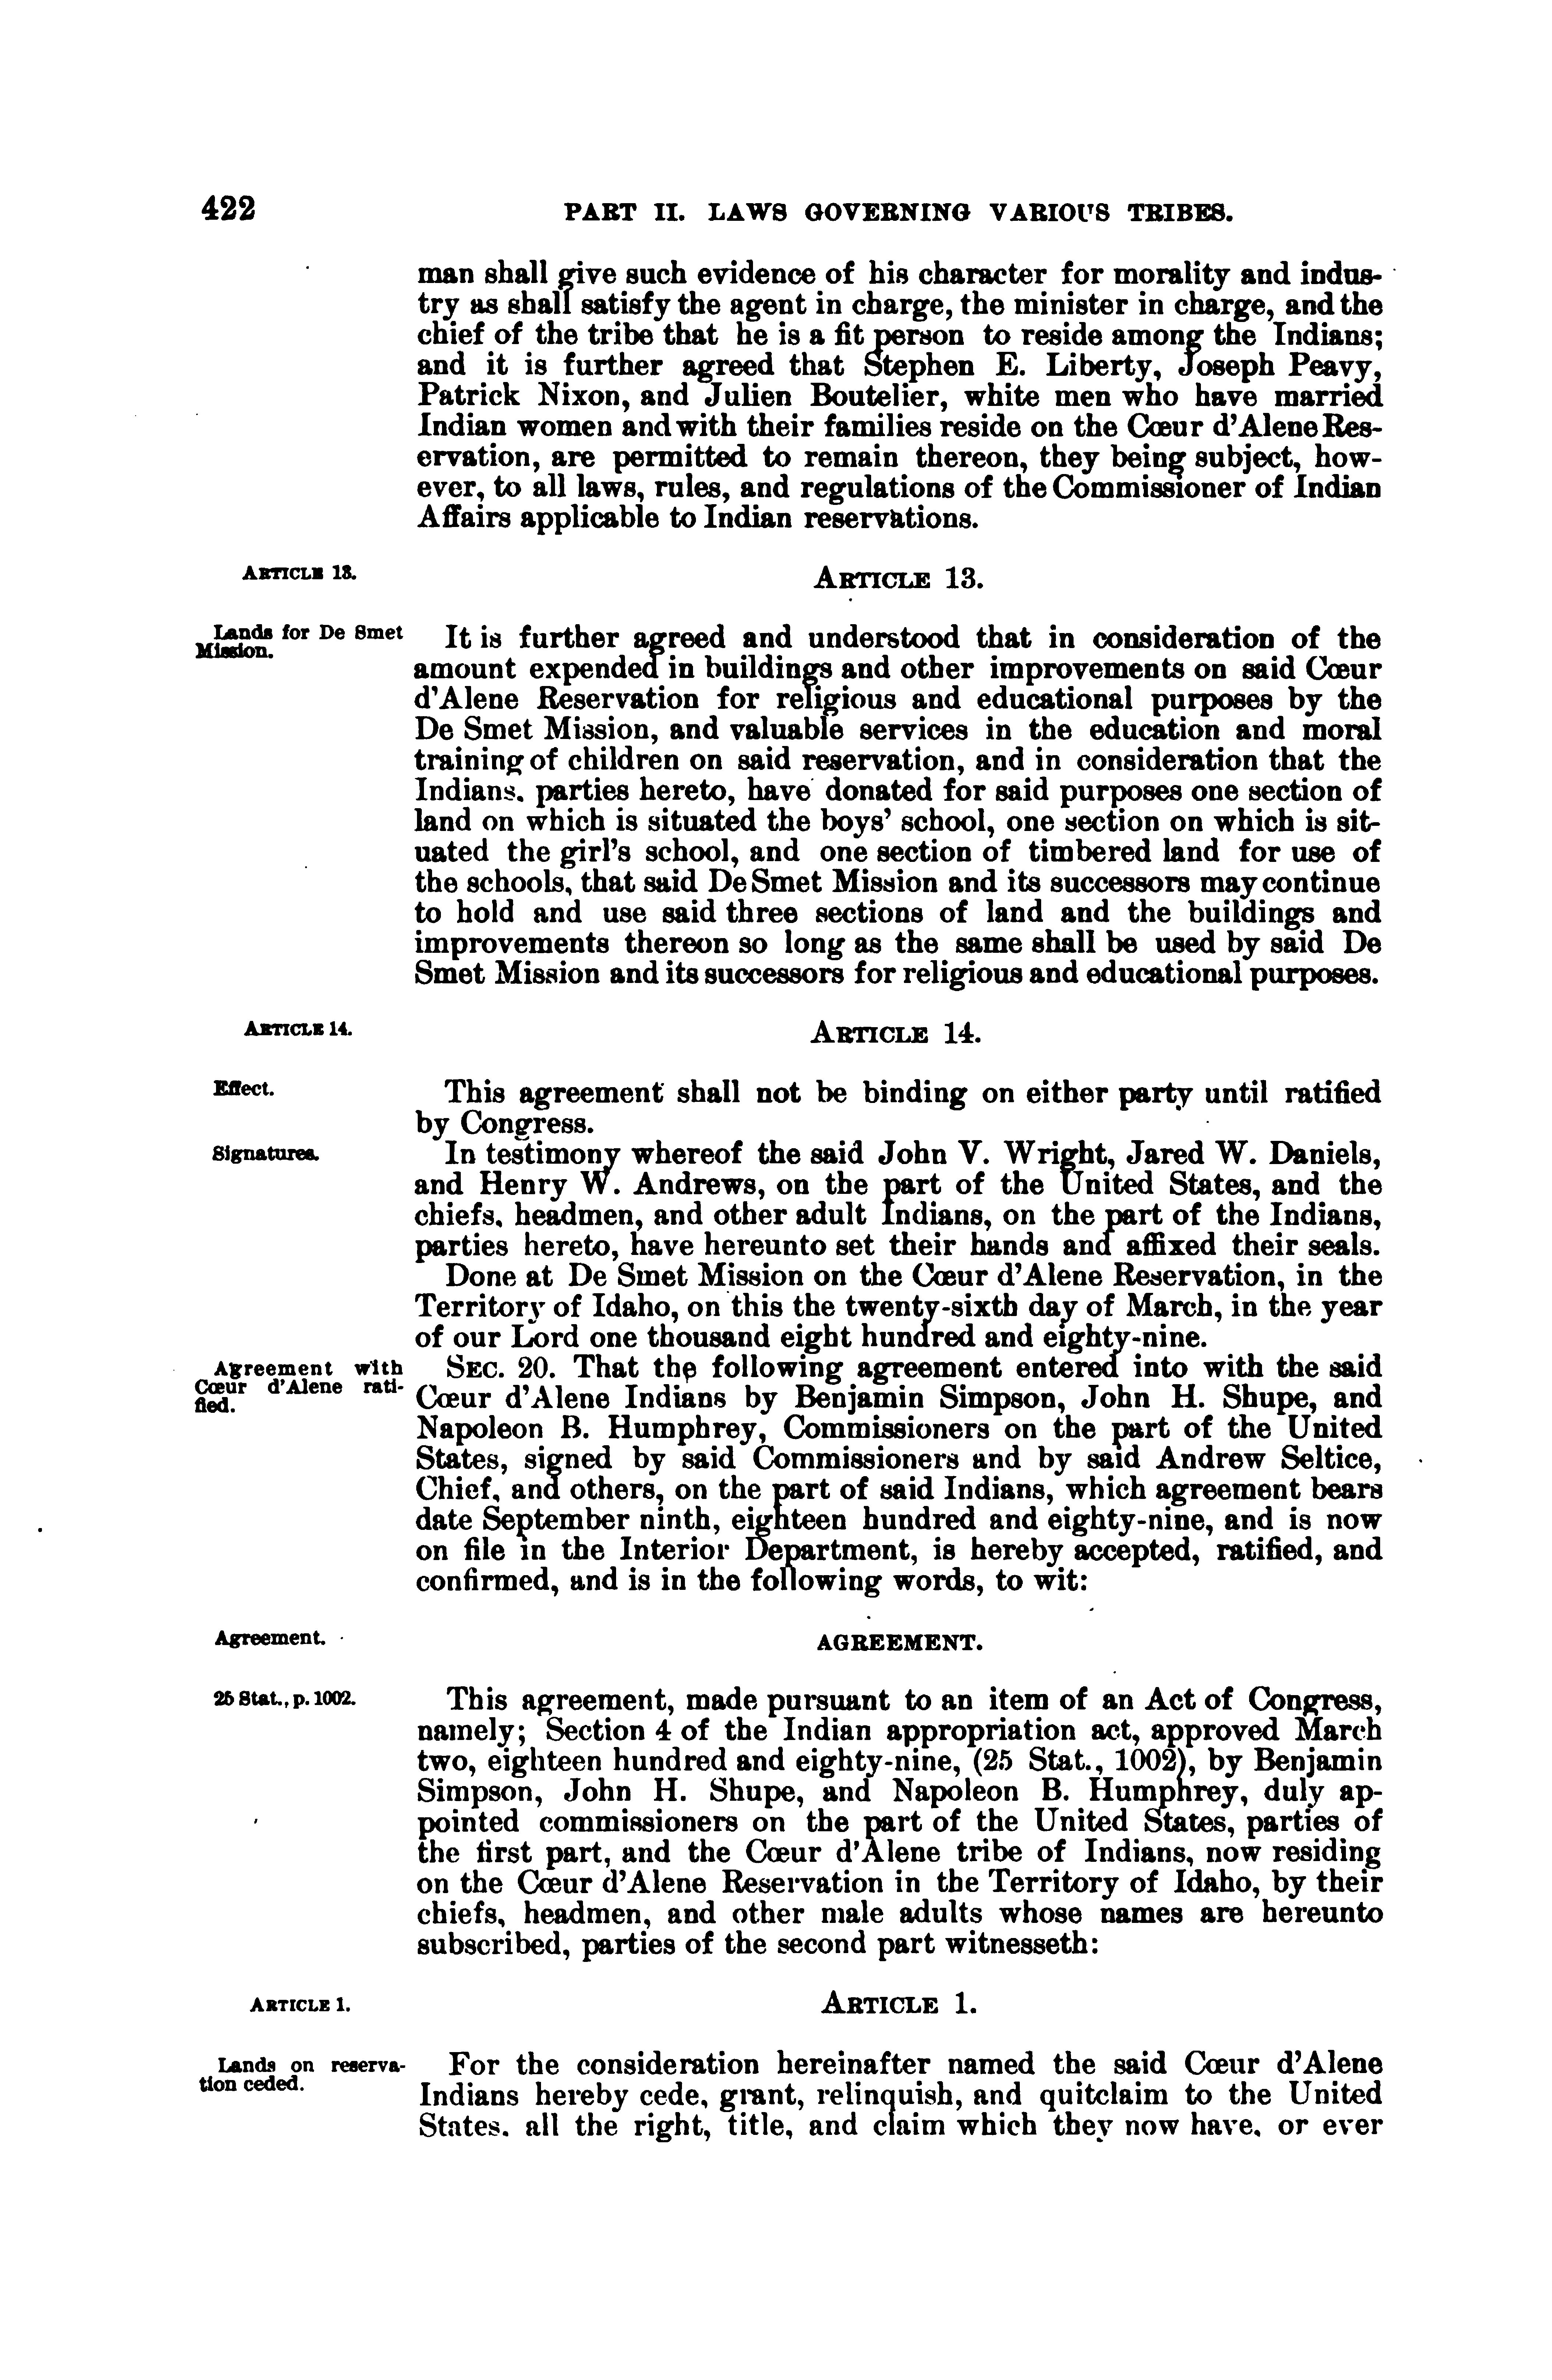 422 PART II. LAWS GOVERNING VARIOUS TRIBES.
man shall give such evidence of his character for morality and indus-
try as shall satisfy the agent in charge, the minister in charge, and the
chief of the tribe that he is a fit person to reside among the Indians;
and it is further agreed that Stephen E. Liberty, Joseph Peavy,
Patrick Nixon, and Julien Boutelier, white men who have married
Indian women and with their families reside on the Cœur d'Alene Res-
ervation, are permitted to remain thereon, they being subject, how-
ever, to all laws, rules, and regulations of the Commissioner of Indian
Affairs applicable to Indian reservations.
ARTICLE 13.
ARTICLE 13.
Lands for De Smet
Mission.
It is further agreed and understood that in consideration of the
amount expended in buildings and other improvements on said Cœur
d'Alene Reservation for religious and educational purposes by the
De Smet Mission, and valuable services in the education and moral
training of children on said reservation, and in consideration that the
Indians, parties hereto, have donated for said purposes one section of
land on which is situated the boys' school, one section on which is sit-
uated the girl's school, and one section of timbered land for use of
the schools, that said De Smet Mission and its successors may continue
to hold and use said three sections of land and the buildings and
improvements thereon so long as the same shall be used by said De
Smet Mission and its successors for religious and educational purposes.
ARTICLE 14.
ARTICLE 14.
Effect.
This agreement shall not be binding on either party until ratified
by Congress.
Signatures.
In testimony whereof the said John V. Wright, Jared W. Daniels,
and Henry W. Andrews, on the part of the United States, and the
chiefs, headmen, and other adult Indians, on the part of the Indians,
parties hereto, have hereunto set their hands and affixed their seals.
Done at De Smet Mission on the Cœur d'Alene Reservation, in the
Territory of Idaho, on this the twenty-sixth day of March, in the year
of our Lord one thousand eight hundred and eighty-nine.
Agreement with
Cœur d'Alene rati-
fied.
SEC. 20. That the following agreement entered into with the said
Cœur d'Alene Indians by Benjamin Simpson, John H. Shupe, and
Napoleon B. Humphrey, Commissioners on the part of the United
States, signed by said Commissioners and by said Andrew Seltice,
Chief, and others, on the part of said Indians, which agreement bears
date September ninth, eighteen hundred and eighty-nine, and is now
on file in the Interior Department, is hereby accepted, ratified, and
confirmed, and is in the following words, to wit:
Agreement.
AGREEMENT.
25 Stat., p. 1002.
This agreement, made pursuant to an item of an Act of Congress,
namely; Section 4 of the Indian appropriation act, approved March
two, eighteen hundred and eighty-nine, (25 Stat., 1002), by Benjamin
Simpson, John H. Shupe, and Napoleon B. Humphrey, duly ap-
pointed commissioners on the part of the United States, parties of
the first part, and the Cœur d'Alene tribe of Indians, now residing
on the Cœur d'Alene Reservation in the Territory of Idaho, by their
chiefs, headmen, and other male adults whose names are hereunto
subscribed, parties of the second part witnesseth:
ARTICLE 1.
ARTICLE 1.
Lands on reserva-
tion ceded.
For the consideration hereinafter named the said Cœur d'Alene
Indians hereby cede, grant, relinquish, and quitclaim to the United
States, all the right, title, and claim which they now have, or ever